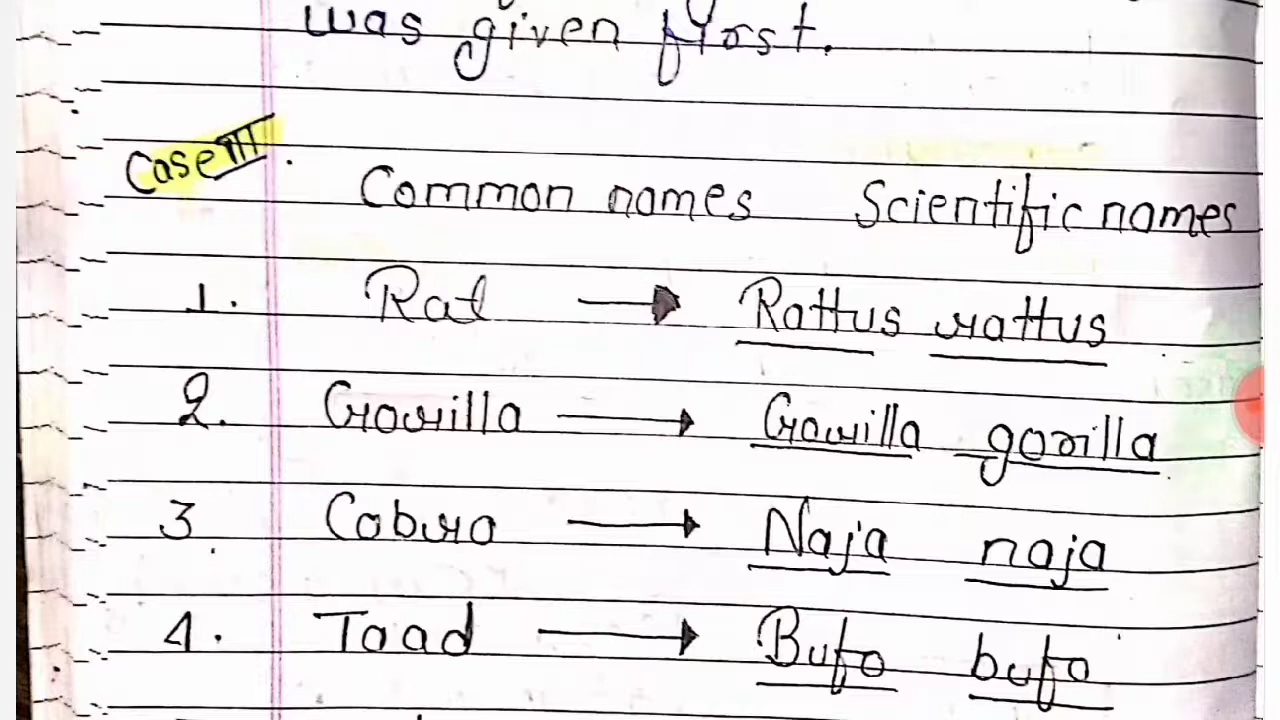 was given first.
Case III.
Common names Scientific names
1. Rat → Rattus rattus
2. Gorilla → Gorilla gorilla
3. Cobra → Naja naja
4. Toad → Bufo bufo